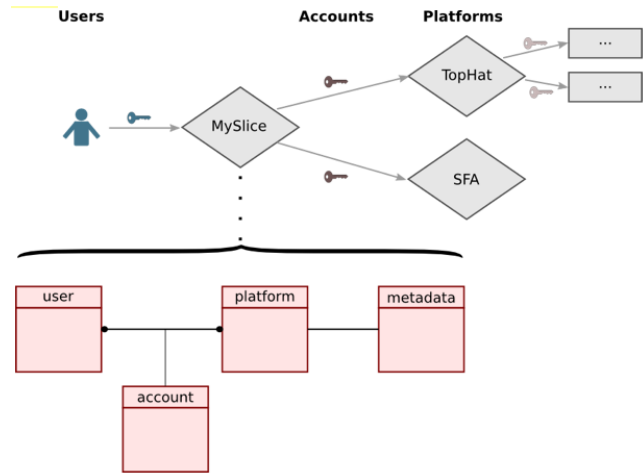 Users
Accounts
Platforms
TopHat
...
...
MySlice
SFA
user
platform
metadata
account